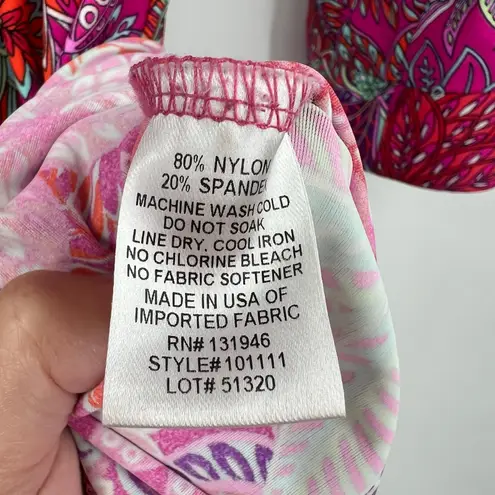 80% NYLON
20% SPANDEX
MACHINE WASH COLD
DO NOT SOAK
LINE DRY. COOL IRON
NO CHLORINE BLEACH
NO FABRIC SOFTENER
MADE IN USA OF
IMPORTED FABRIC
RN# 131946
STYLE#101111
LOT# 51320